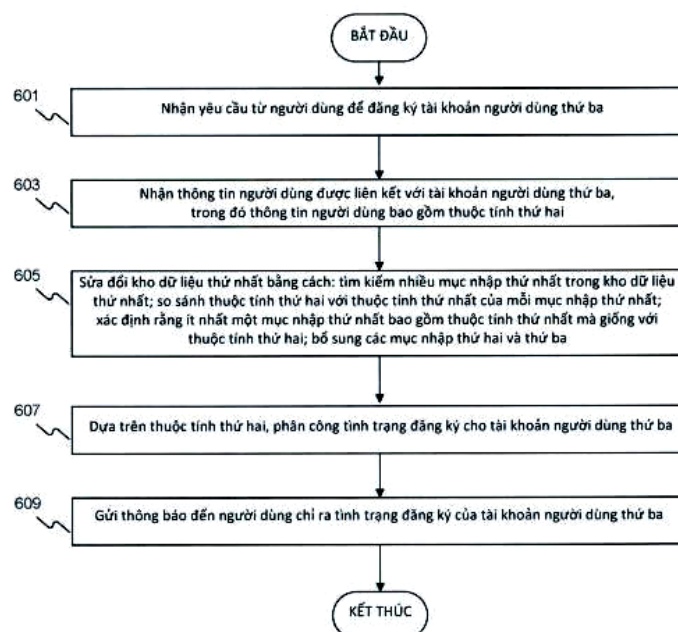 BẮT ĐẦU
601
Nhận yêu cầu từ người dùng để đăng ký tài khoản người dùng thứ ba
603
Nhận thông tin người dùng được liên kết với tài khoản người dùng thứ ba,
trong đó thông tin người dùng bao gồm thuộc tính thứ hai
605
Sửa đổi kho dữ liệu thứ nhất bằng cách: tìm kiếm nhiều mục nhập thứ nhất trong kho dữ liệu
thứ nhất; so sánh thuộc tính thứ hai với thuộc tính thứ nhất của mỗi mục nhập thứ nhất;
xác định rằng ít nhất một mục nhập thứ nhất bao gồm thuộc tính thứ nhất mà giống với
thuộc tính thứ hai; bổ sung các mục nhập thứ hai và thứ ba
607
Dựa trên thuộc tính thứ hai, phân công tình trạng đăng ký cho tài khoản người dùng thứ ba
609
Gửi thông báo đến người dùng chỉ ra tình trạng đăng ký của tài khoản người dùng thứ ba
KẾT THÚC